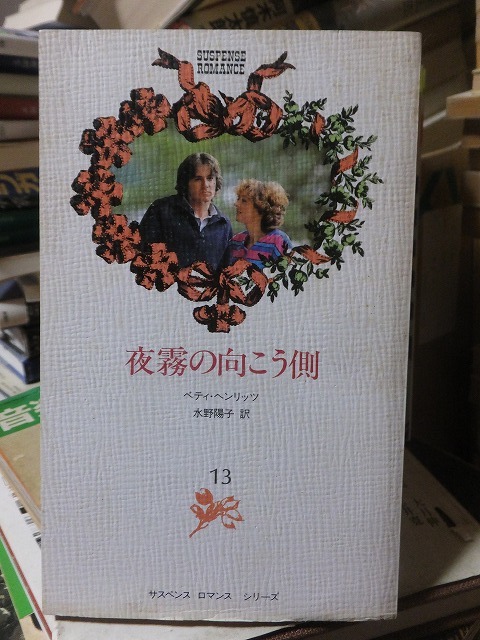 SUSPENSE
ROMANCE
夜霧の向こう側
ベティ・ヘンリッツ
水野陽子 訳
13
サスペンス ロマンス シリーズ